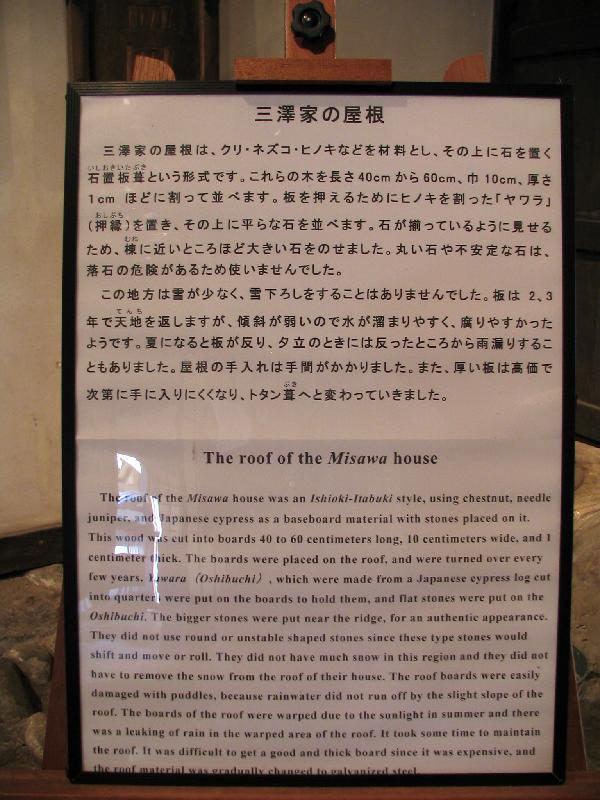 三澤家の屋根
三澤家の屋根は、クリ・ネズコ・ヒノキなどを材料とし、その上に石を置く
いしおきいたぶき
石置板葺という形式です。これらの木を長さ40cmから60cm、巾10cm、厚さ
1cm ほどに割って並べます。板を押えるためにヒノキを割った「ヤワラ」
おしぶち
(押縁)を置き、その上に平らな石を並べます。石が揃っているように見せる
むね
ため、棟に近いところほど大きい石をのせました。丸い石や不安定な石は、
落石の危険があるため使いませんでした。
この地方は雪が少なく、雪下ろしをすることはありませんでした。板は 2、3
てんち
年で天地を返しますが、傾斜が弱いので水が溜まりやすく、腐りやすかった
ようです。夏になると板が反り、夕立のときには反ったところから雨漏りするこ
ともありました。屋根の手入れは手間がかかりました。また、厚い板は高価で
ぶき
次第に手に入りにくくなり、トタン葺へと変わっていきました。
The roof of the Misawa house
The roof of the Misawa house was an Ishioki-Itabuki style, using chestnut, needle
juniper, and Japanese cypress as a baseboard material with stones placed on it.
This wood was cut into boards 40 to 60 centimeters long, 10 centimeters wide, and 1
centimeter thick. The boards were placed on the roof, and were turned over every
few years. Yawara (Oshibuchi), which were made from a Japanese cypress log cut
into quarters were put on the boards to hold them, and flat stones were put on the
Oshibuchi. The bigger stones were put near the ridge, for an authentic appearance.
They did not use round or unstable shaped stones since these type stones would
shift and move or roll. They did not have much snow in this region and they did not
have to remove the snow from the roof of their house. The roof boards were easily
damaged with puddles, because rainwater did not run off by the slight slope of the
roof. The boards of the roof were warped due to the sunlight in summer and there
was a leaking of rain in the warped area of the roof. It took some time to maintain
the roof. It was difficult to get a good and thick board since it was expensive, and
the roof material was gradually changed to galvanized steel.